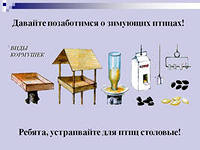 Давайте позаботимся о зимующих птицах!
ВИДЫ
КОРМУШЕК
Ребята, устраивайте для птиц столовые!